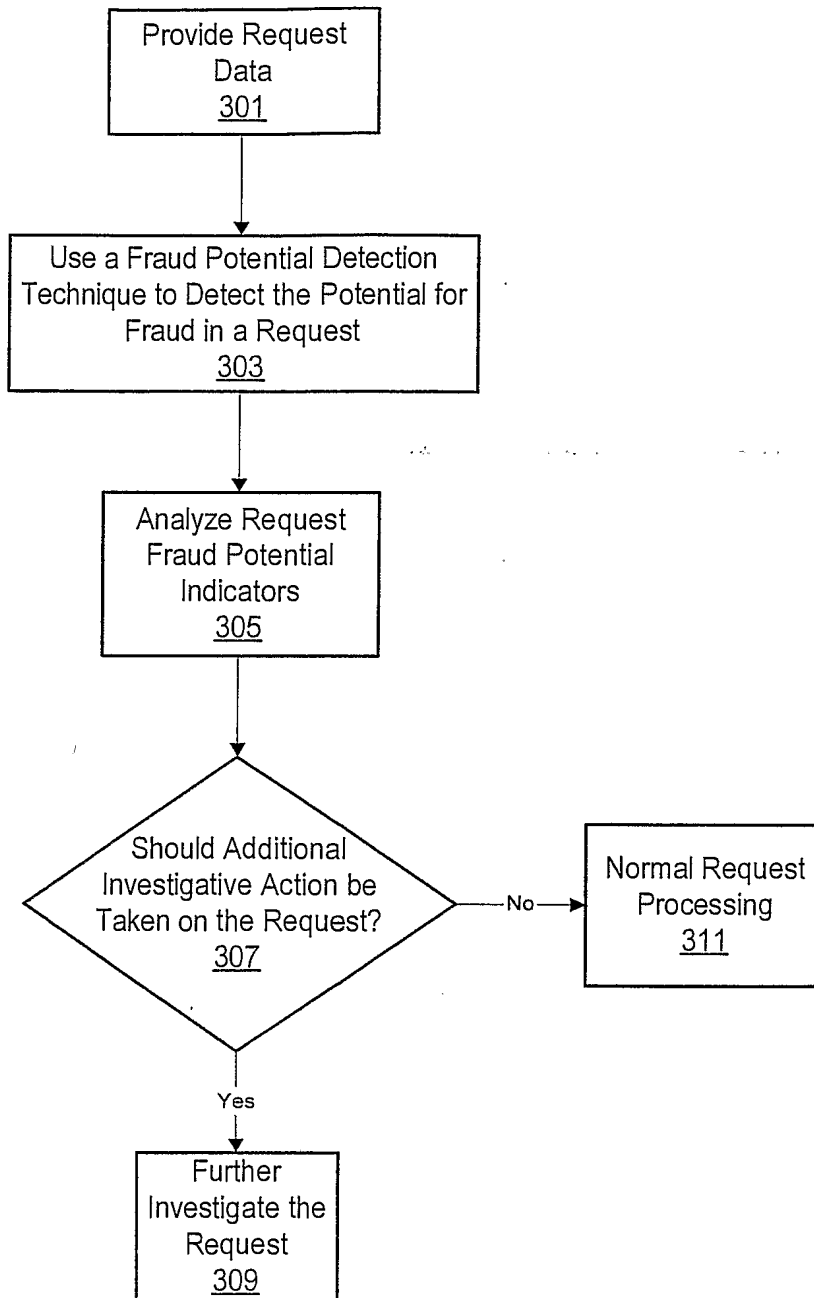 Provide Request
Data
301
Use a Fraud Potential Detection
Technique to Detect the Potential for
Fraud in a Request
303
Analyze Request
Fraud Potential
Indicators
305
Should Additional
Investigative Action be
Taken on the Request?
307
No
Normal Request
Processing
311
Yes
Further
Investigate the
Request
309